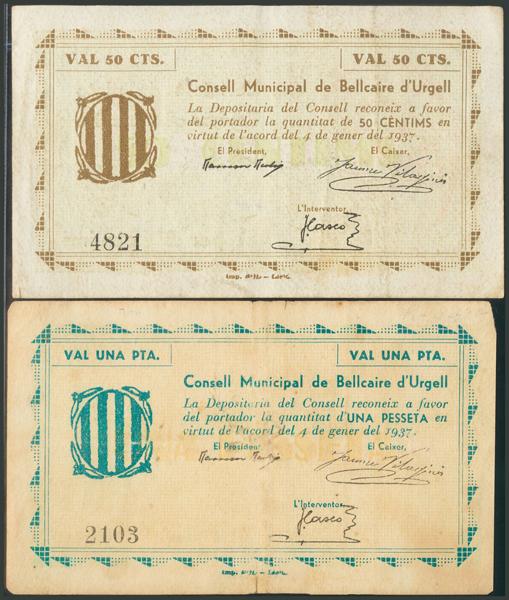 VAL 50 CTS. VAL 50 CTS.
Consell Municipal de Bellcaire d'Urgell
La Depositaria del Consell reconeix a favor
del portador la quantitat de 50 CÈNTIMS en
virtut de l'acord del 4 de gener del 1937.
El President, El Caixer,
L'Interventor
J. Casco
4821
VAL UNA PTA. VAL UNA PTA.
Consell Municipal de Bellcaire d'Urgell
La Depositaria del Consell reconeix a favor
del portador la quantitat d'UNA PESSETA en
virtut de l'acord del 4 de gener del 1937.
El President El Caixer,
L'Interventor
J. Casco
2103